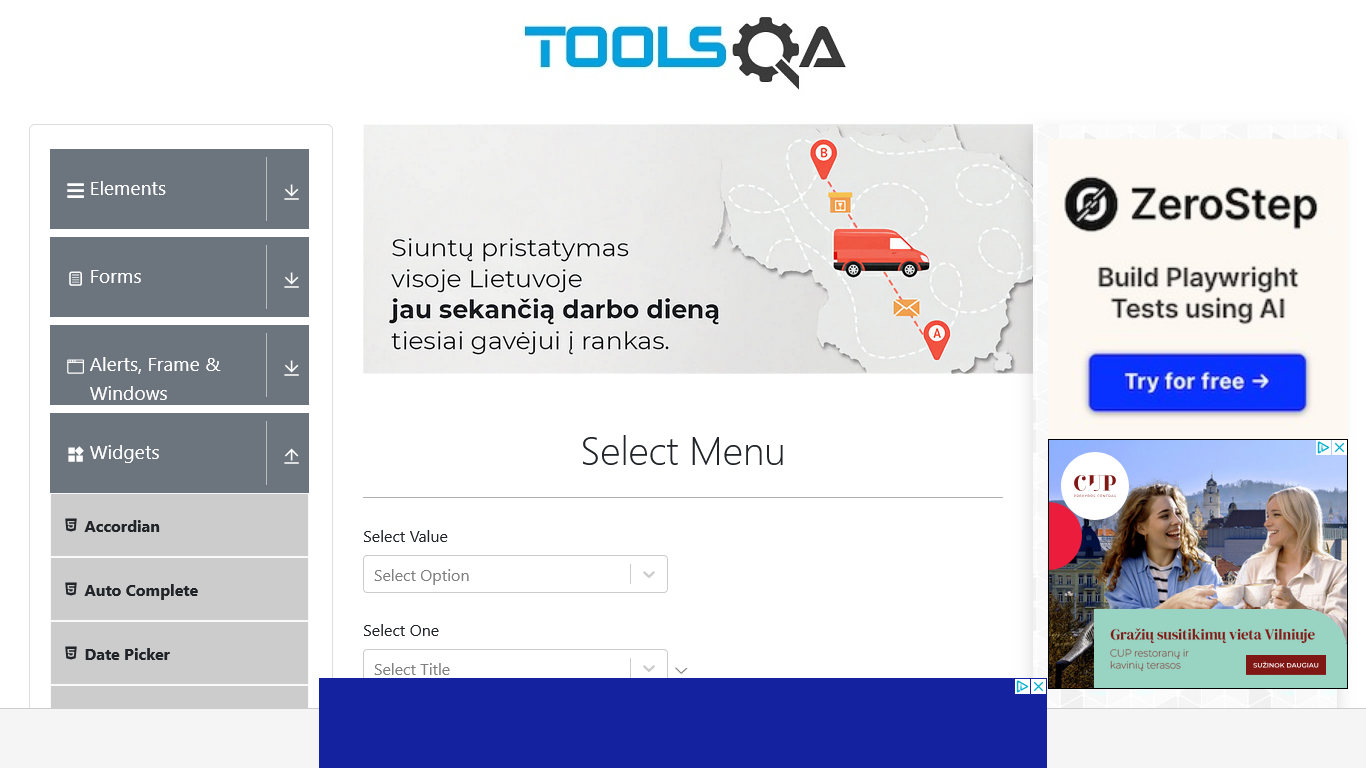 TOOLSQA
Elements
Forms
Alerts, Frame &
Windows
Widgets
Accordian
Auto Complete
Date Picker
B
A
Siuntų pristatymas
visoje Lietuvoje
jau sekančią darbo dieną
tiesiai gavėjui į rankas.
Select Menu
Select Value
Select Option
Select One
Select Title
ZeroStep
Build Playwright
Tests using AI
Try for free →
CUP
Gražių susitikimų vieta Vilniuje
CUP restoranų ir
kavinių terasos
SUŽINOK DAUGIAU